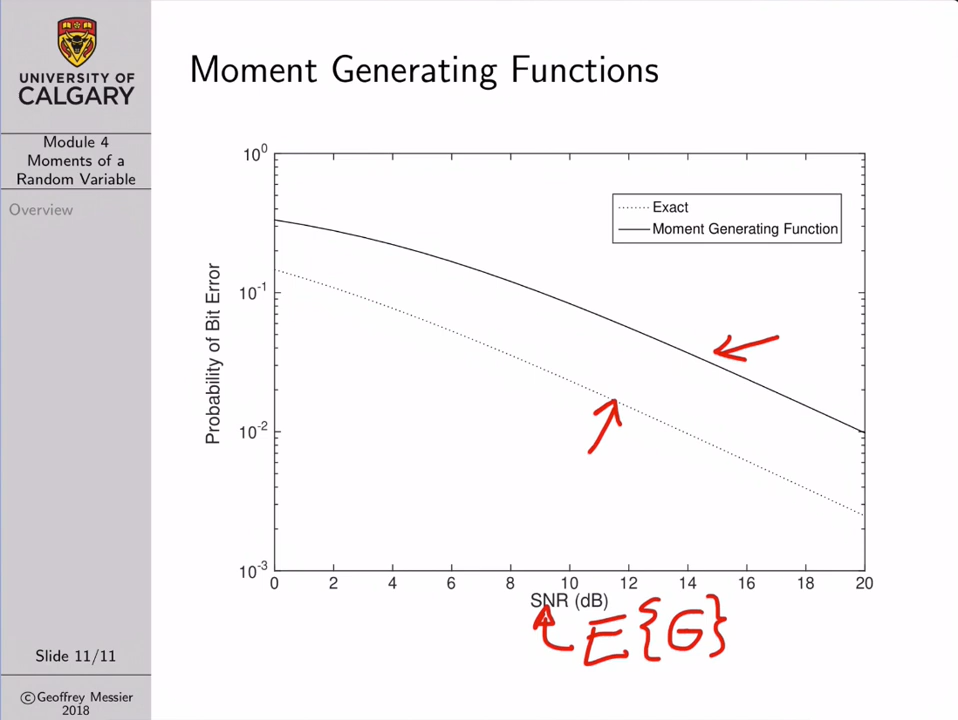 UNIVERSITY OF
CALGARY
Module 4
Moments of a
Random Variable
Overview
Slide 11/11
©Geoffrey Messier
2018
Moment Generating Functions
Exact
Moment Generating Function
Probability of Bit Error
10^0
10^-1
10^-2
10^-3
0 2 4 6 8 10 12 14 16 18 20
SNR (dB)
E{G}